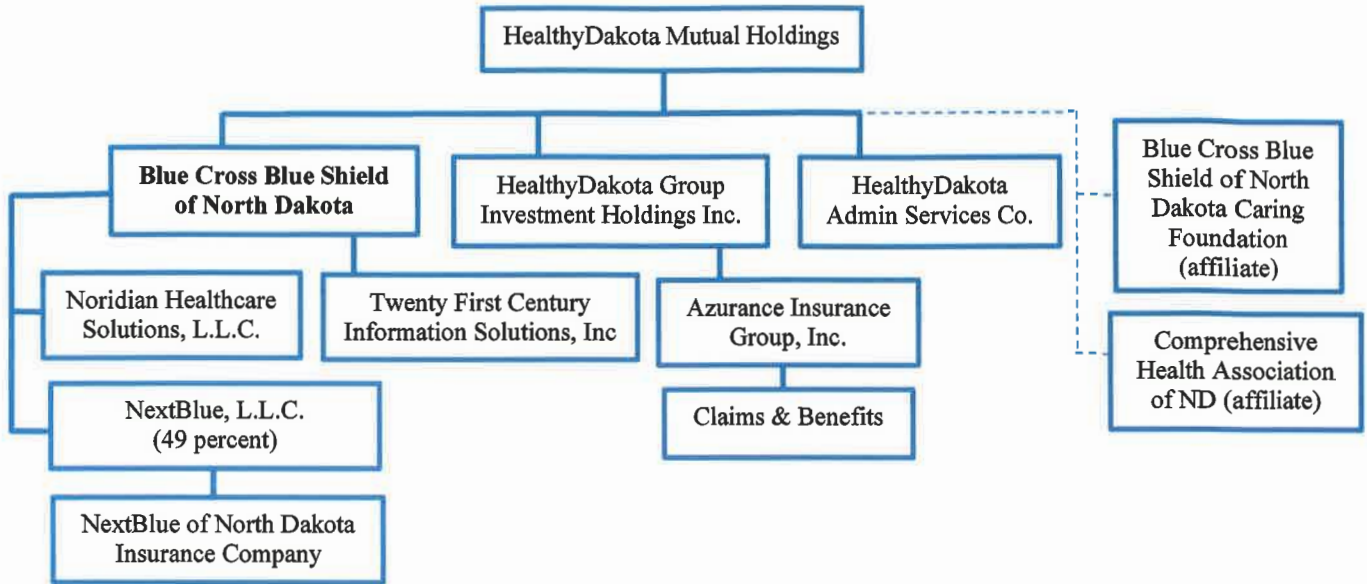 HealthyDakota Mutual Holdings
Blue Cross Blue Shield
of North Dakota
HealthyDakota Group
Investment Holdings Inc.
HealthyDakota
Admin Services Co.
Blue Cross Blue
Shield of North
Dakota Caring
Foundation
(affiliate)
Noridian Healthcare
Solutions, L.L.C.
Twenty First Century
Information Solutions, Inc
Azurance Insurance
Group, Inc.
Comprehensive
Health Association
of ND (affiliate)
NextBlue, L.L.C.
(49 percent)
Claims & Benefits
NextBlue of North Dakota
Insurance Company